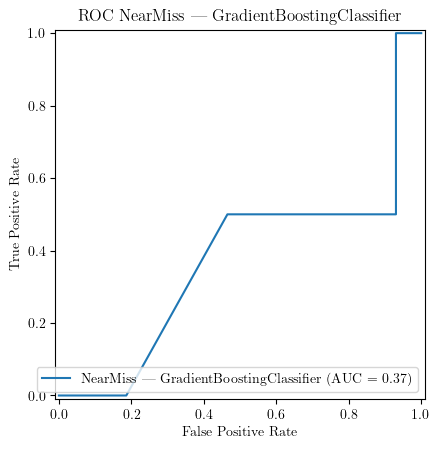 ROC NearMiss — GradientBoostingClassifier
1.0
0.8
0.6
0.4
0.2
0.0
True Positive Rate
NearMiss — GradientBoostingClassifier (AUC = 0.37)
0.0 0.2 0.4 0.6 0.8 1.0
False Positive Rate